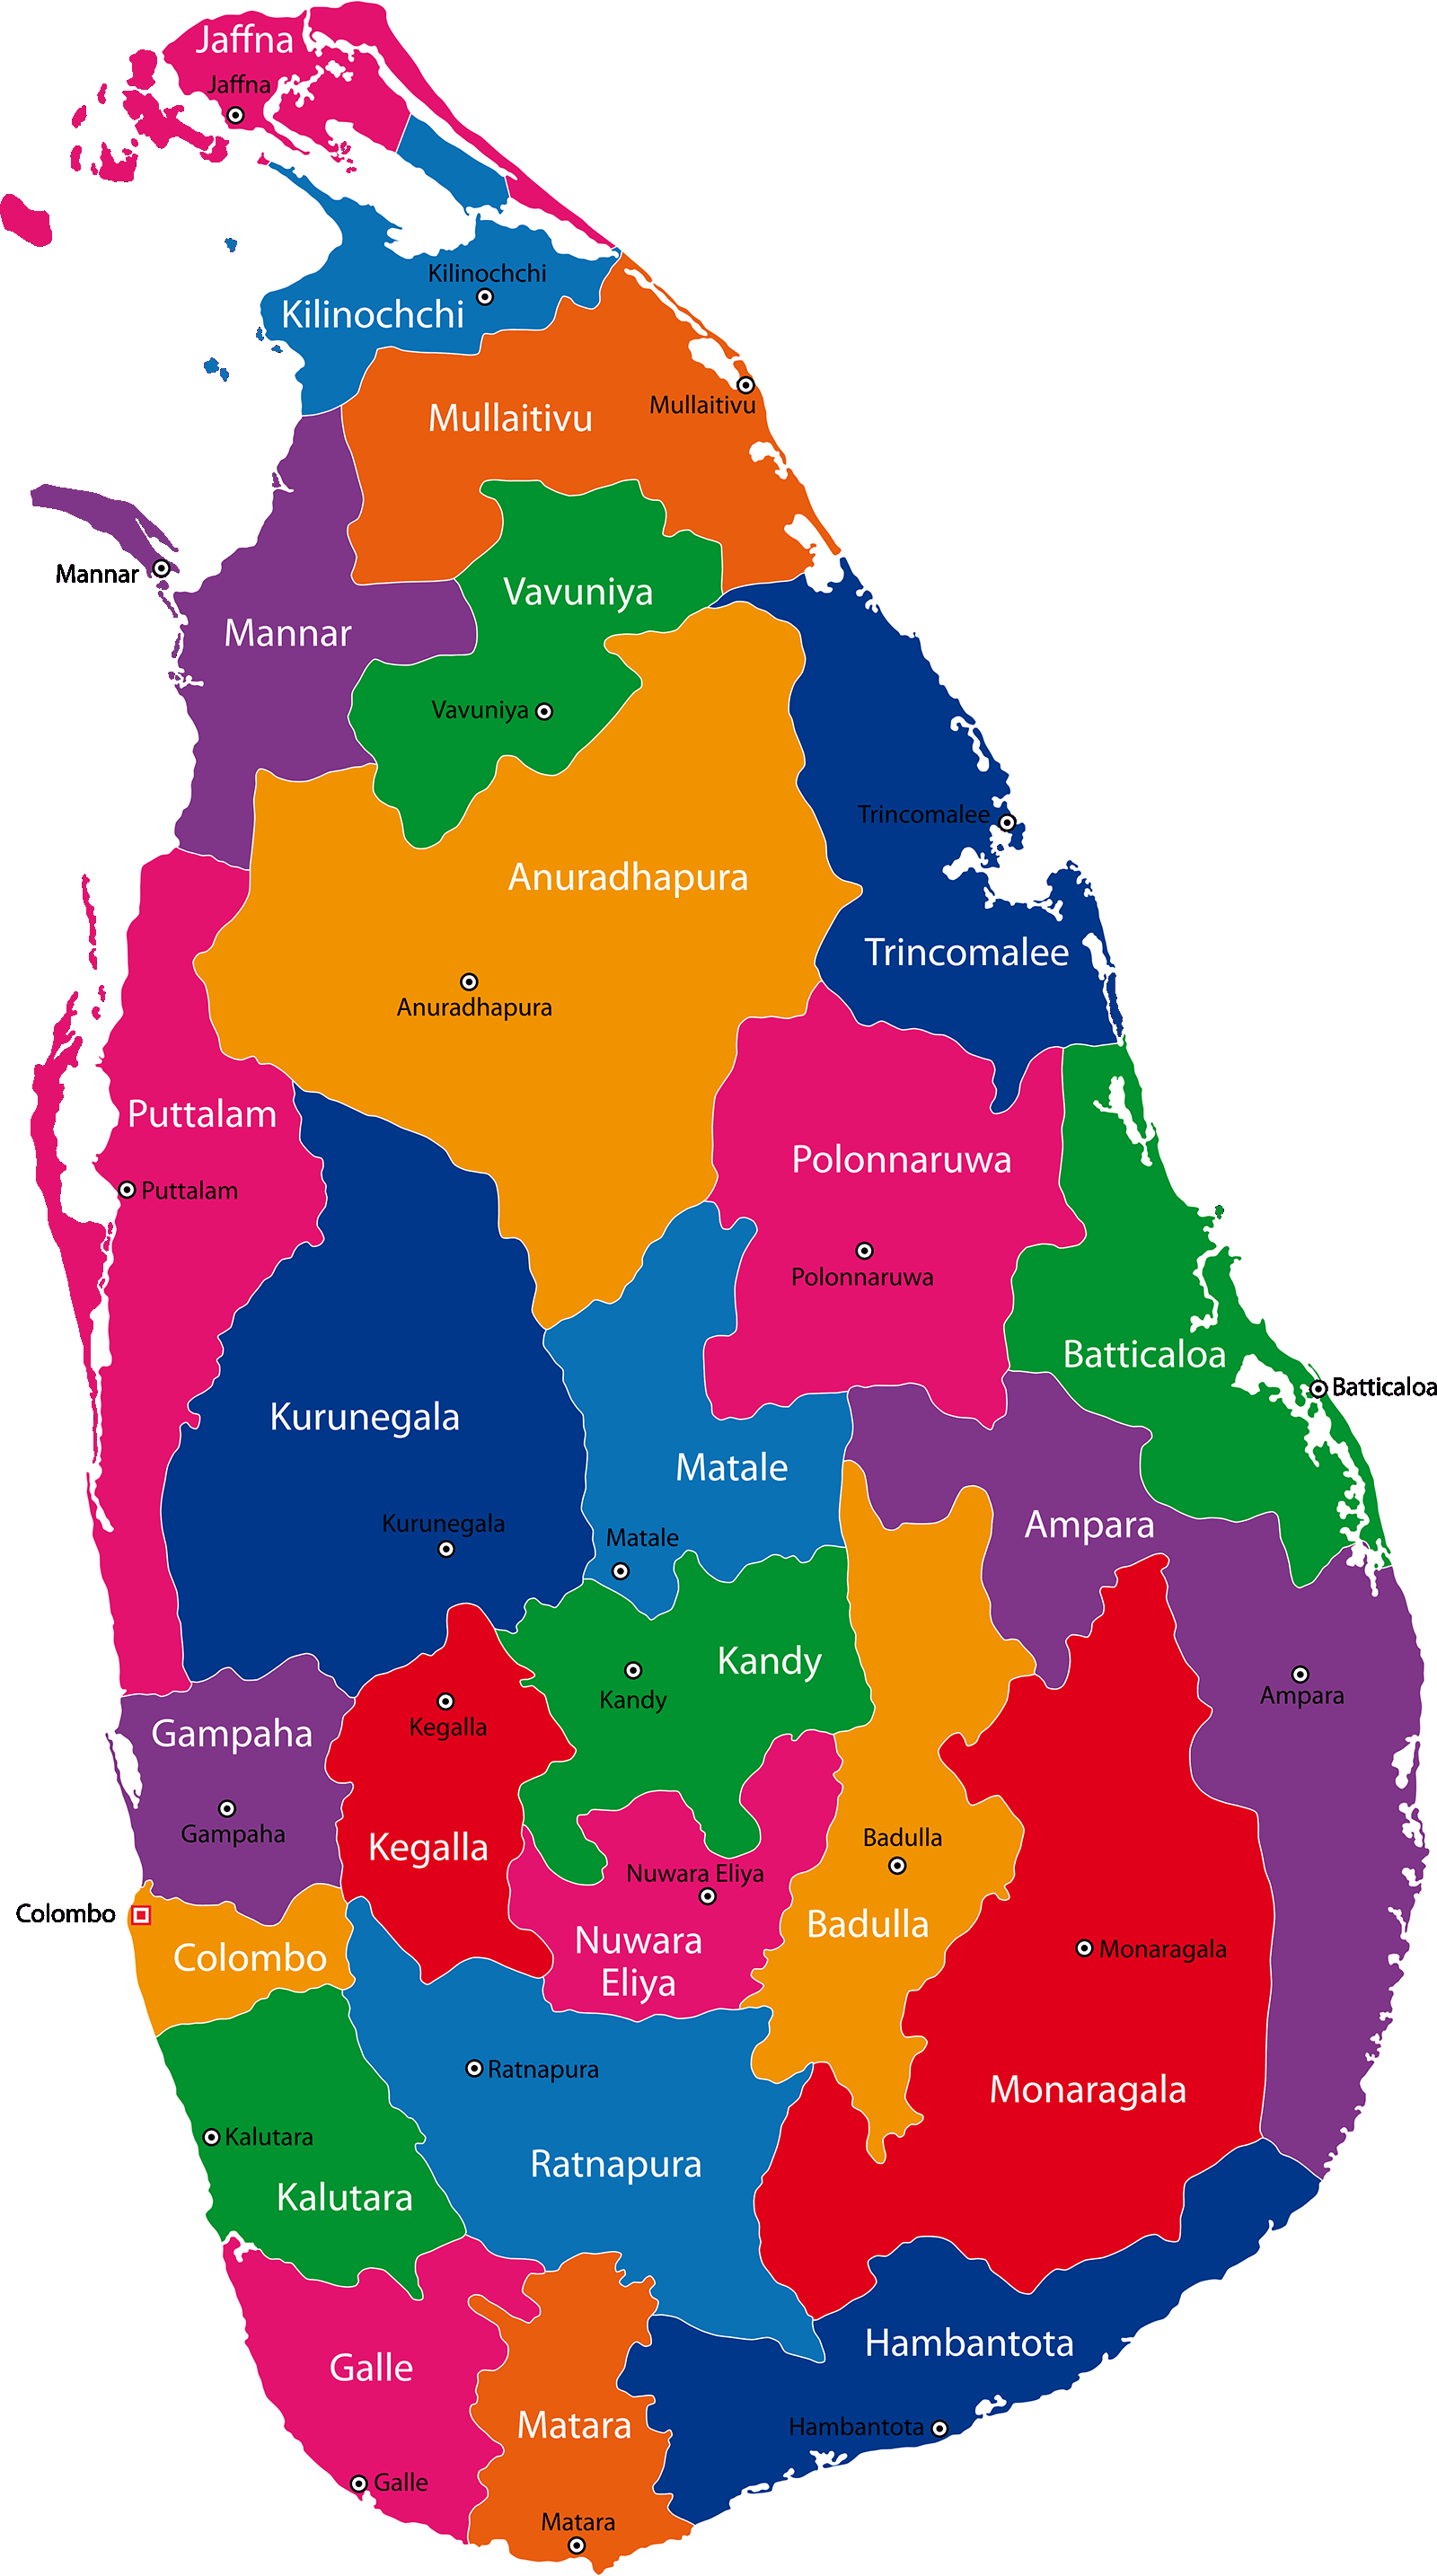 Jaffna
Jaffna
Kilinochchi
Kilinochchi
Mullaitivu
Mullaitivu
Mannar
Vavuniya
Mannar
Vavuniya
Trincomalee
Anuradhapura
Trincomalee
Anuradhapura
Puttalam
Polonnaruwa
Puttalam
Polonnaruwa
Batticaloa
Batticaloa
Kurunegala
Matale
Kurunegala
Ampara
Matale
Kandy
Kandy
Ampara
Kegalla
Gampaha
Gampaha
Kegalla
Badulla
Nuwara Eliya
Colombo
Badulla
Nuwara
Eliya
Colombo
Monaragala
Ratnapura
Monaragala
Kalutara
Ratnapura
Kalutara
Hambantota
Galle
Matara
Hambantota
Galle
Matara